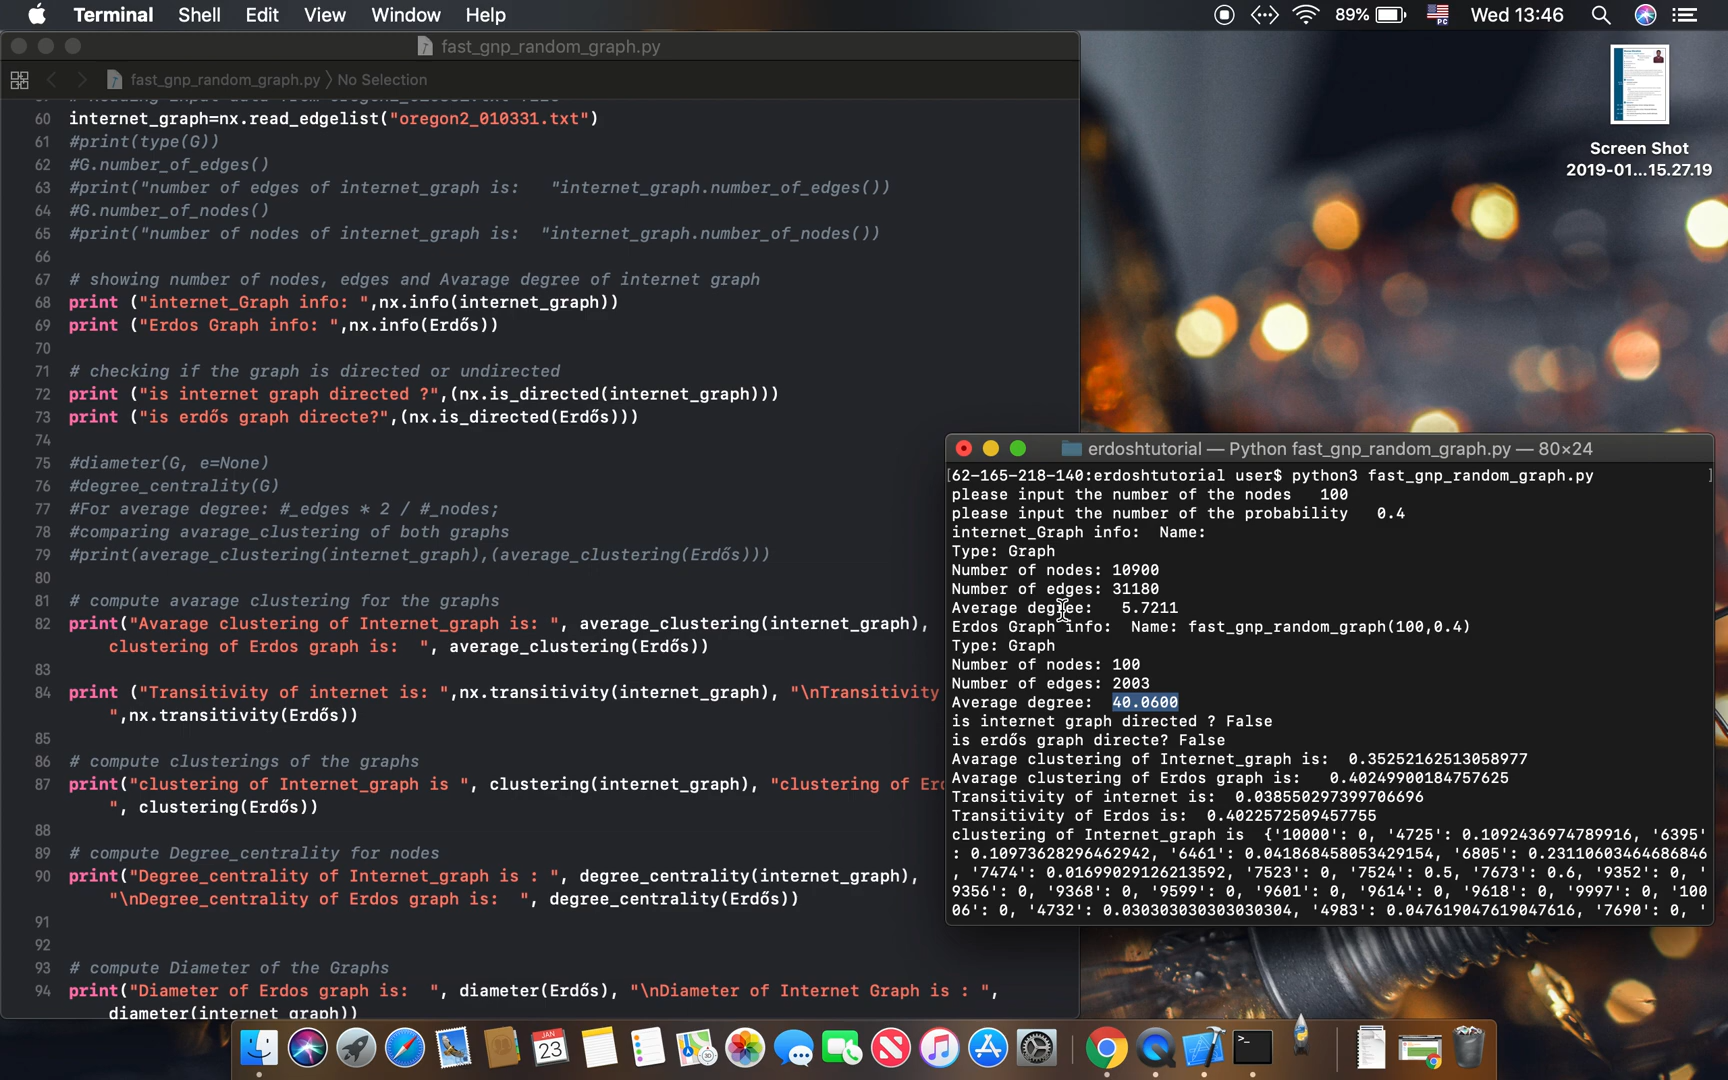 Terminal Shell Edit View Window Help
89% PC Wed 13:46
fast_gnp_random_graph.py
fast_gnp_random_graph.py 〉No Selection
60 internet_graph=nx.read_edgelist("oregon2_010331.txt")
61 #print(type(G))
62 #G.number_of_edges()
63 #print("number of edges of internet_graph is:   "internet_graph.number_of_edges())
64 #G.number_of_nodes()
65 #print("number of nodes of internet_graph is:  "internet_graph.number_of_nodes())
66
67 # showing number of nodes, edges and Avarage degree of internet graph
68 print ("internet_Graph info: ",nx.info(internet_graph))
69 print ("Erdos Graph info: ",nx.info(Erdős))
70
71 # checking if the graph is directed or undirected
72 print ("is internet graph directed ?",(nx.is_directed(internet_graph)))
73 print ("is erdős graph directe?",(nx.is_directed(Erdős)))
74
75 #diameter(G, e=None)
76 #degree_centrality(G)
77 #For average degree: #_edges * 2 / #_nodes;
78 #comparing avarage_clustering of both graphs
79 #print(average_clustering(internet_graph),(average_clustering(Erdős)))
80
81 # compute avarage clustering for the graphs
82 print("Avarage clustering of Internet_graph is: ", average_clustering(internet_graph),
clustering of Erdos graph is:  ", average_clustering(Erdős))
83
84 print ("Transitivity of internet is: ",nx.transitivity(internet_graph), "\nTransitivity
",nx.transitivity(Erdős))
85
86 # compute clusterings of the graphs
87 print("clustering of Internet_graph is ", clustering(internet_graph), "clustering of Erd
", clustering(Erdős))
88
89 # compute Degree_centrality for nodes
90 print("Degree_centrality of Internet_graph is : ", degree_centrality(internet_graph),
"\nDegree_centrality of Erdos graph is:  ", degree_centrality(Erdős))
91
92
93 # compute Diameter of the Graphs
94 print("Diameter of Erdos graph is:  ", diameter(Erdős), "\nDiameter of Internet Graph is : ",
diameter(internet_graph))
Screen Shot
2019-01...15.27.19
erdoshtutorial — Python fast_gnp_random_graph.py — 80×24
[62-165-218-140:erdoshtutorial user$ python3 fast_gnp_random_graph.py ]
please input the number of the nodes   100
please input the number of the probability   0.4
internet_Graph info:  Name:
Type: Graph
Number of nodes: 10900
Number of edges: 31180
Average degree:   5.7211
Erdos Graph info:  Name: fast_gnp_random_graph(100,0.4)
Type: Graph
Number of nodes: 100
Number of edges: 2003
Average degree:  40.0600
is internet graph directed ? False
is erdős graph directe? False
Avarage clustering of Internet_graph is:  0.35252162513058977
Avarage clustering of Erdos graph is:   0.40249900184757625
Transitivity of internet is:  0.038550297399706696
Transitivity of Erdos is:  0.4022572509457755
clustering of Internet_graph is  {'10000': 0, '4725': 0.1092436974789916, '6395'
: 0.10973628296462942, '6461': 0.041868458053429154, '6805': 0.231106034646868​46
, '7474': 0.01699029126213592, '7523': 0, '7524': 0.5, '7673': 0.6, '9352': 0, '
9356': 0, '9368': 0, '9599': 0, '9601': 0, '9614': 0, '9618': 0, '9997': 0, '100
06': 0, '4732': 0.030303030303030304, '4983': 0.047619047619047616, '7690': 0, '
JAN
23